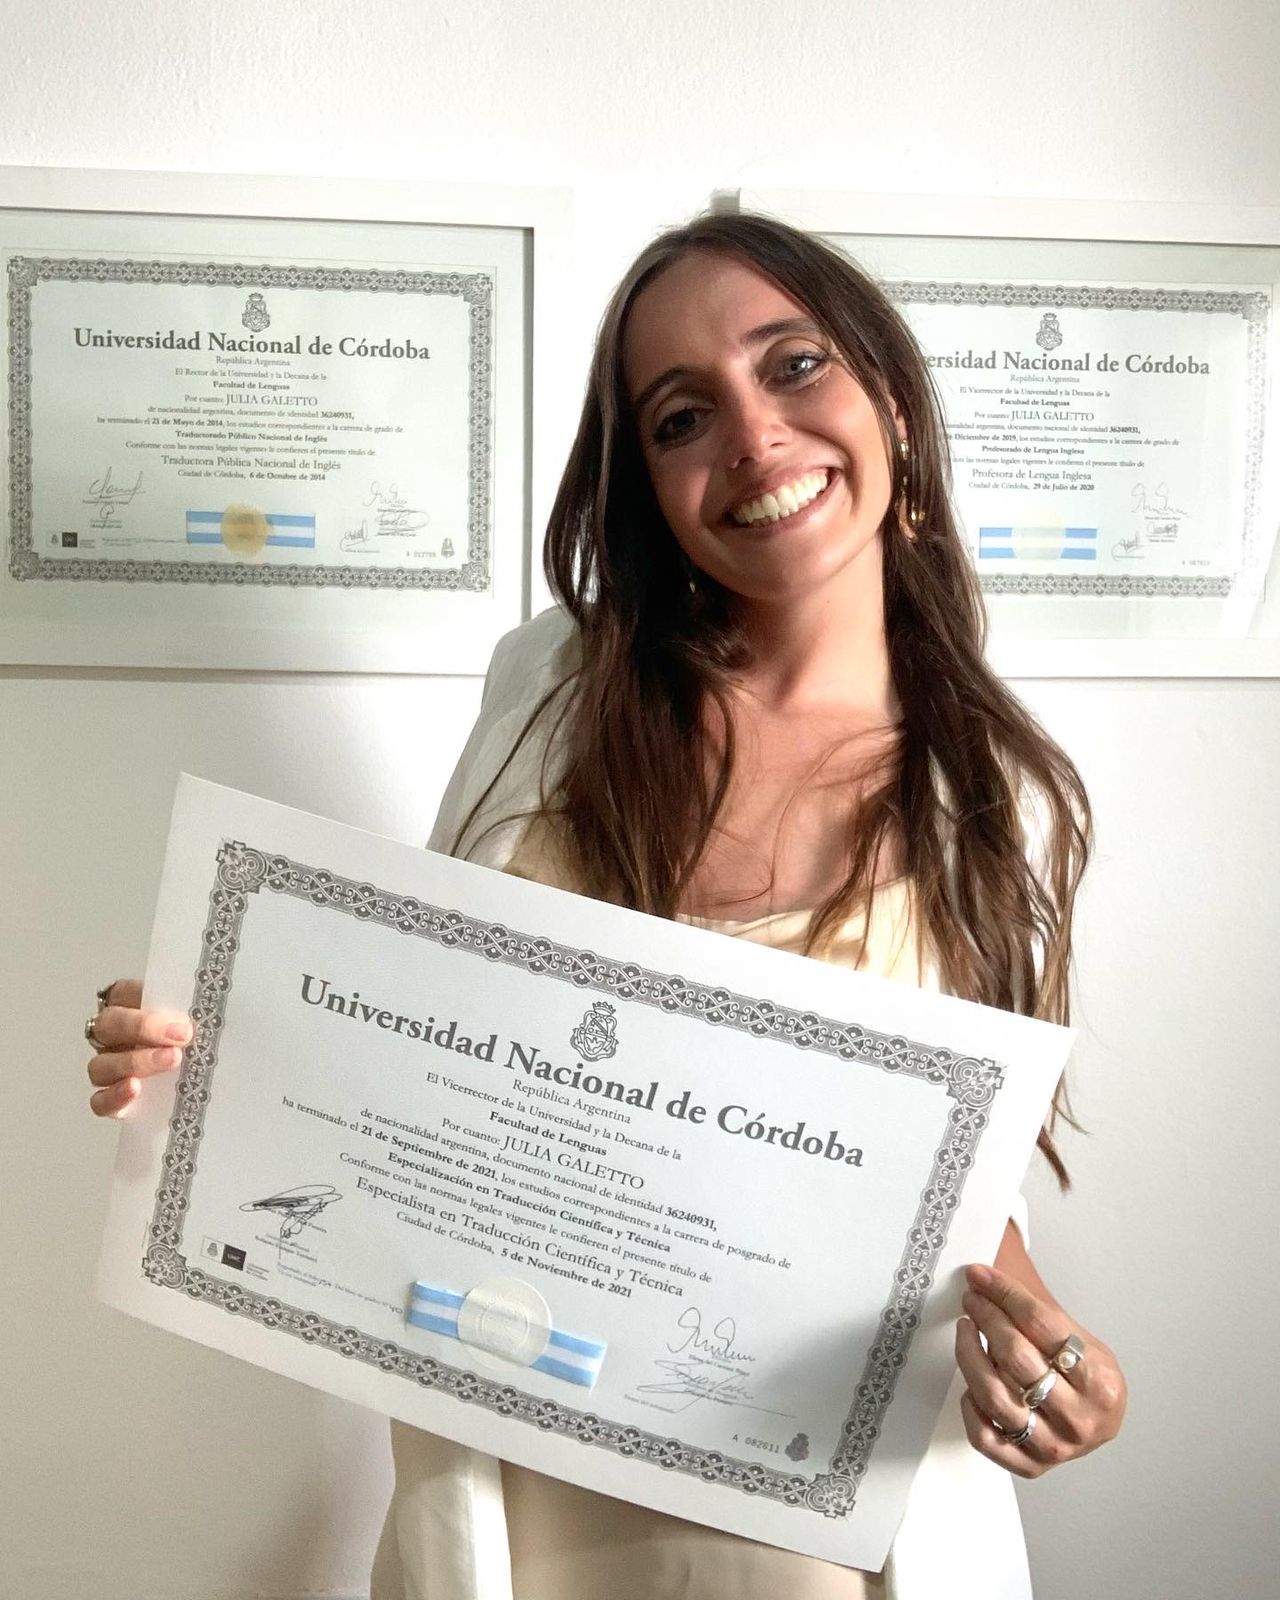 Universidad Nacional de Córdoba
República Argentina
El Rector de la Universidad y la Decana de la
Facultad de Lenguas
Por cuanto: JULIA GALETTO
de nacionalidad argentina, documento de identidad 36240931,
ha terminado el 21 de Mayo de 2014, los estudios correspondientes a la carrera de grado de
Traductorado Público Nacional de Inglés
Conforme con las normas legales vigentes le confieren el presente título de
Traductora Pública Nacional de Inglés
Ciudad de Córdoba, 6 de Octubre de 2014
ersidad Nacional de Córdoba
República Argentina
El Vicerrector de la Universidad y la Decana de la
Facultad de Lenguas
Por cuanto: JULIA GALETTO
nacionalidad argentina, documento nacional de identidad 36240931,
de Diciembre de 2019, los estudios correspondientes a la carrera de grado de
Profesorado de Lengua Inglesa
con las normas legales vigentes le confieren el presente título de
Profesora de Lengua Inglesa
Ciudad de Córdoba, 29 de Julio de 2020
Universidad Nacional de Córdoba
República Argentina
El Vicerrector de la Universidad y la Decana de la
Facultad de Lenguas
Por cuanto: JULIA GALETTO
de nacionalidad argentina, documento nacional de identidad 36240931,
ha terminado el 21 de Septiembre de 2021, los estudios correspondientes a la carrera de posgrado de
Especialización en Traducción Científica y Técnica
Conforme con las normas legales vigentes le confieren el presente título de
Especialista en Traducción Científica y Técnica
Ciudad de Córdoba, 5 de Noviembre de 2021
A 082611